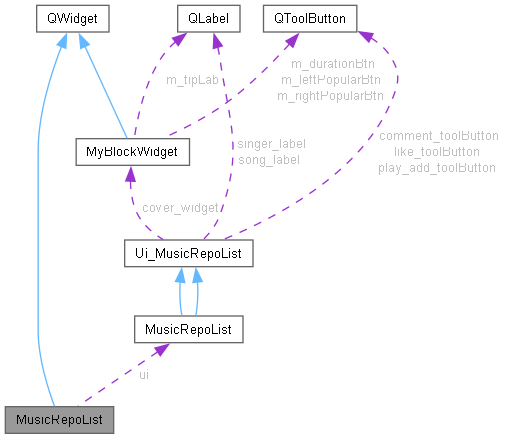 QWidget
QLabel
QToolButton
m_tipLab
m_durationBtn
m_leftPopularBtn
m_rightPopularBtn
MyBlockWidget
singer_label
song_label
comment_toolButton
like_toolButton
play_add_toolButton
cover_widget
Ui_MusicRepoList
MusicRepoList
ui
MusicRepoList